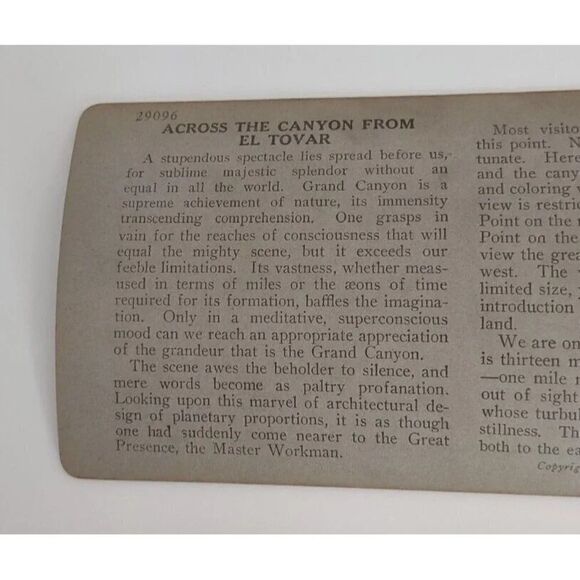 29096
ACROSS THE CANYON FROM
EL TOVAR
A stupendous spectacle lies spread before us,
for sublime majestic splendor without an
equal in all the world. Grand Canyon is a
supreme achievement of nature, its immensity
transcending comprehension. One grasps in
vain for the reaches of consciousness that will
equal the mighty scene, but it exceeds our
feeble limitations. Its vastness, whether meas-
used in terms of miles or the æons of time
required for its formation, baffles the imagina-
tion. Only in a meditative, superconscious
mood can we reach an appropriate appreciation
of the grandeur that is the Grand Canyon.
The scene awes the beholder to silence, and
mere words become as paltry profanation.
Looking upon this marvel of architectural de-
sign of planetary proportions, it is as though
one had suddenly come nearer to the Great
Presence, the Master Workman.
Most visito
this point. N
tunate. Here
and the cany
and coloring
view is restric
Point on the
Point on the
view the grea
west. The
limited size,
introduction
land.
We are on
is thirteen m
—one mile
out of sight
whose turbul
stillness. Th
both to the ea
Copyrig